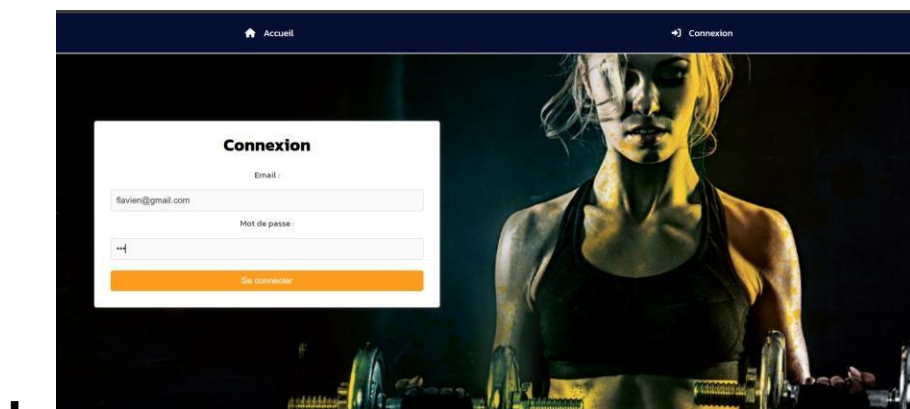 Accueil
Connexion
Connexion
Email :
flavien@gmail.com
Mot de passe :
•••
Se connecter